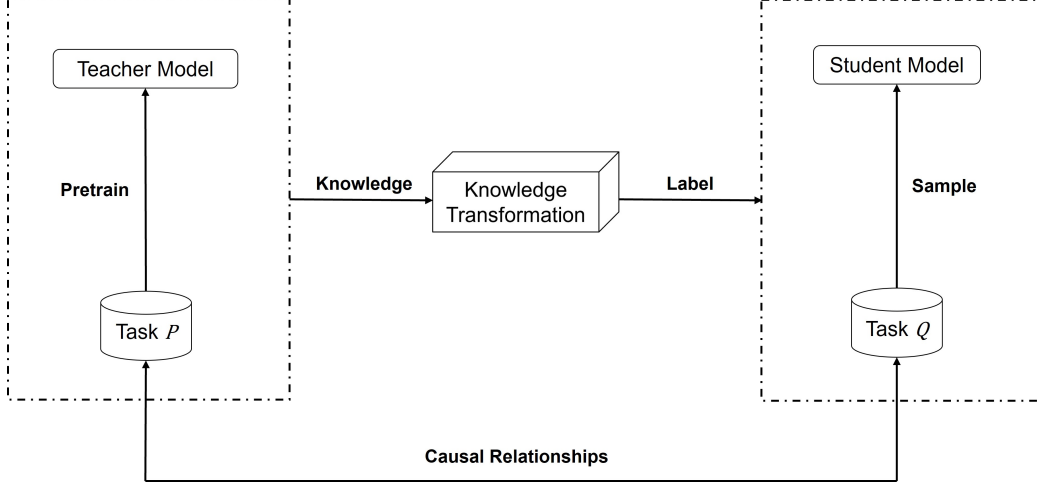 Teacher Model
Student Model
Pretrain
Knowledge
Knowledge
Transformation
Label
Sample
Task P
Task Q
Causal Relationships